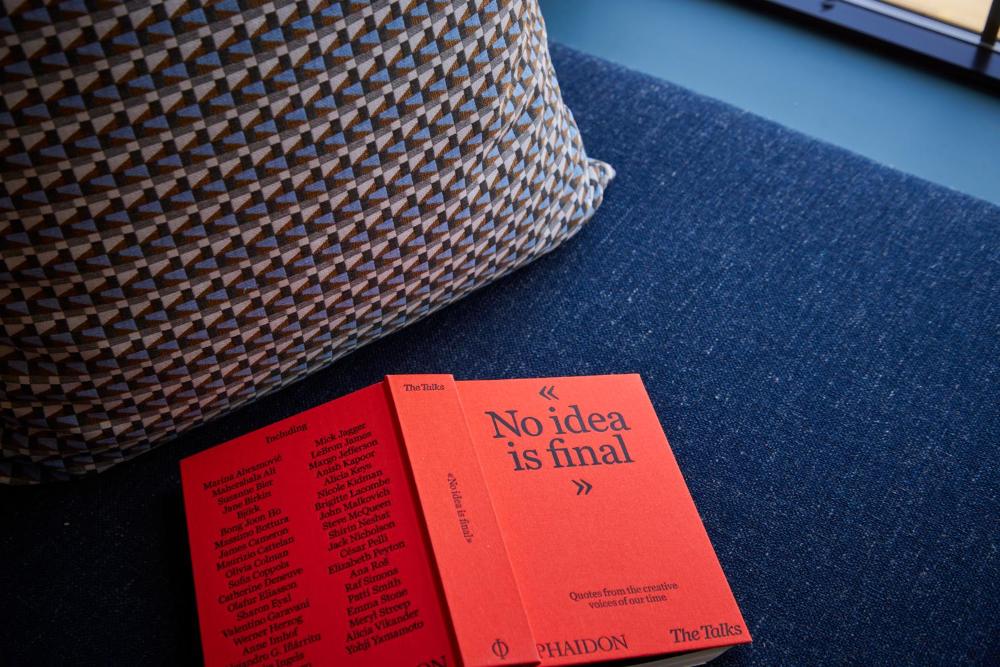 Including
Marina Abramović
Mahershala Ali
Susanne Bier
Jane Birkin
Björk
Bong Joon Ho
Massimo Bottura
James Cameron
Maurizio Cattelan
Olivia Colman
Sofia Coppola
Catherine Deneuve
Olafur Eliasson
Sharon Eyal
Valentino Garavani
Werner Herzog
Anne Imhof
G. Iñárritu
Ingels
Mick Jagger
LeBron James
Margo Jefferson
Anish Kapoor
Alicia Keys
Nicole Kidman
Brigitte Lacombe
John Malkovich
Steve McQueen
Shirin Neshat
Jack Nicholson
César Pelli
Elizabeth Peyton
Ana Roš
Raf Simons
Patti Smith
Emma Stone
Meryl Streep
Alicia Vikander
Yohji Yamamoto
The Talks
«No idea is final»
«
No idea
is final
»
Quotes from the creative
voices of our time
PHAIDON
The Talks